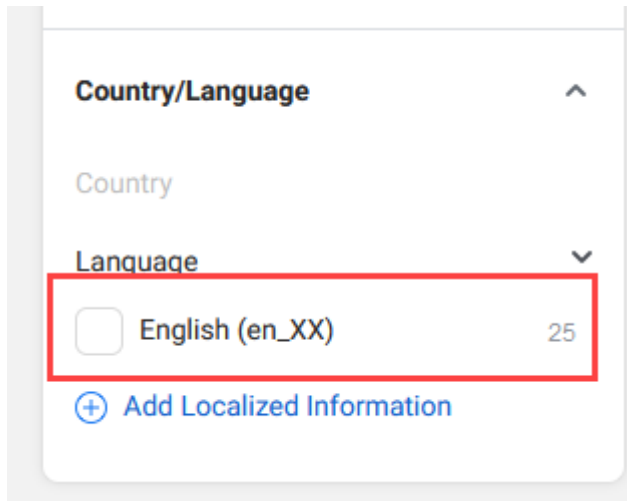 Country/Language
Country
Language
English (en_XX) 25
Add Localized Information